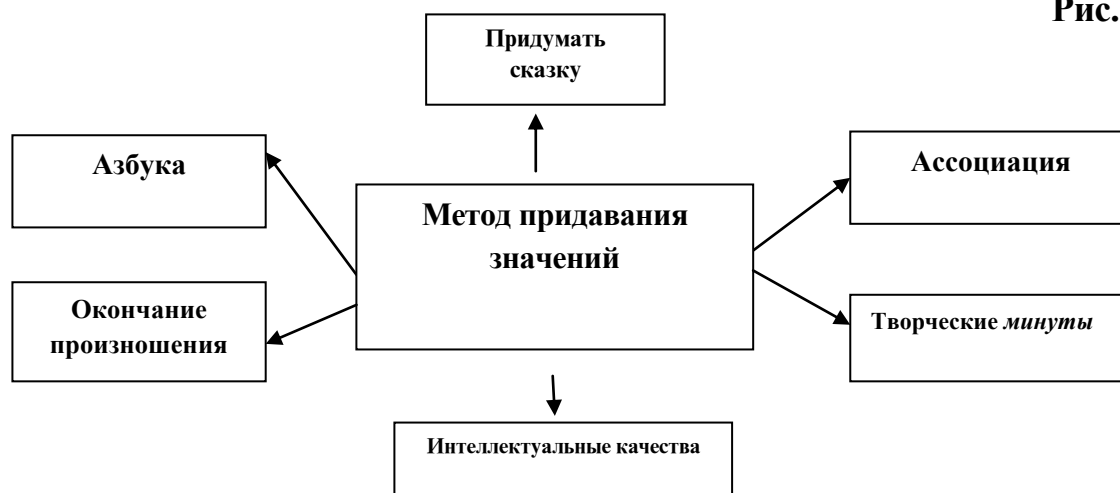 Рис.
Придумать
сказку
Азбука
Ассоциация
Метод придавания
значений
Окончание
произношения
Творческие минуты
Интеллектуальные качества